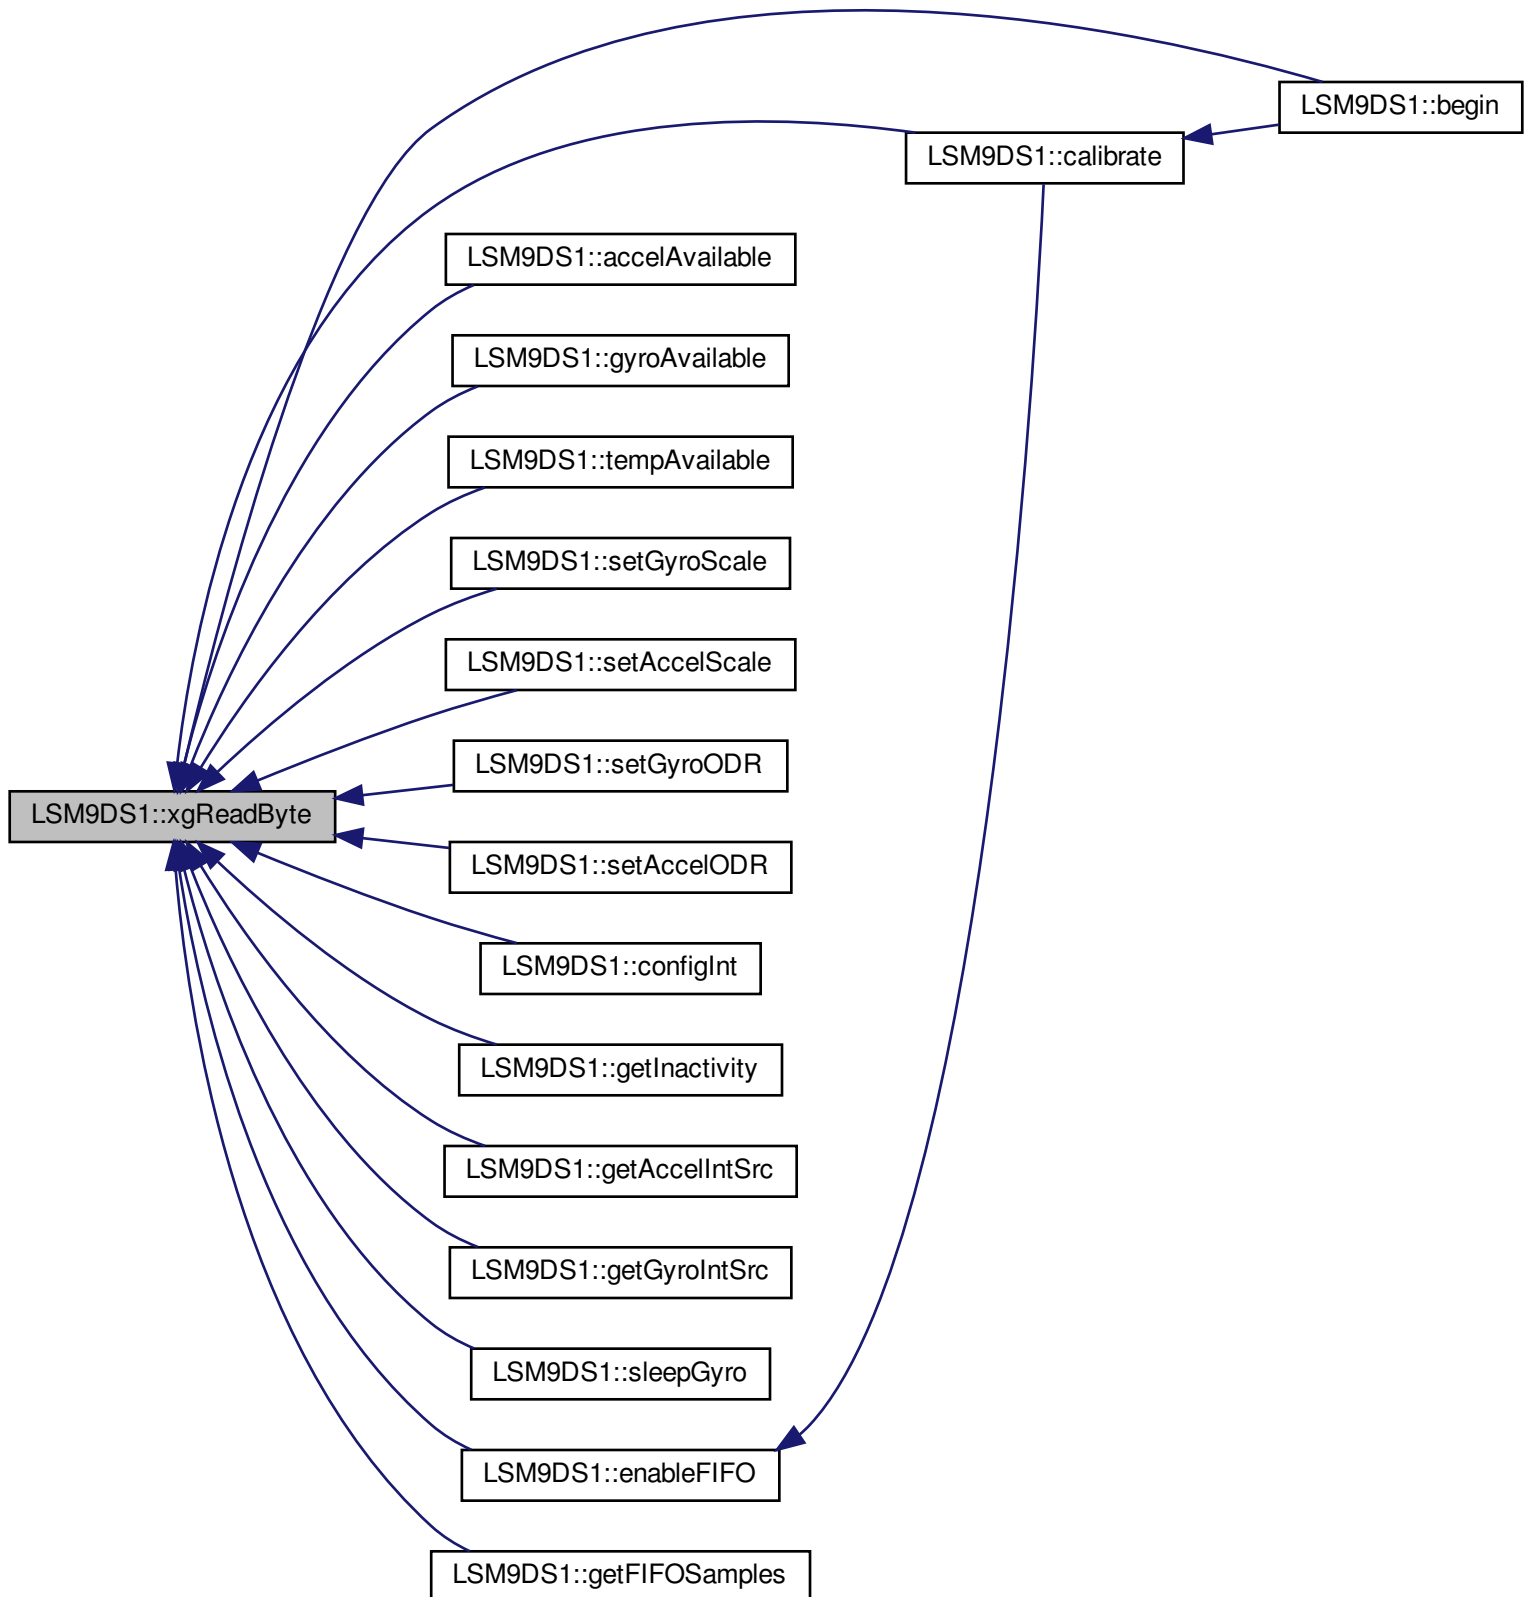 LSM9DS1::begin
LSM9DS1::calibrate
LSM9DS1::accelAvailable
LSM9DS1::gyroAvailable
LSM9DS1::tempAvailable
LSM9DS1::setGyroScale
LSM9DS1::setAccelScale
LSM9DS1::setGyroODR
LSM9DS1::xgReadByte
LSM9DS1::setAccelODR
LSM9DS1::configInt
LSM9DS1::getInactivity
LSM9DS1::getAccelIntSrc
LSM9DS1::getGyroIntSrc
LSM9DS1::sleepGyro
LSM9DS1::enableFIFO
LSM9DS1::getFIFOSamples